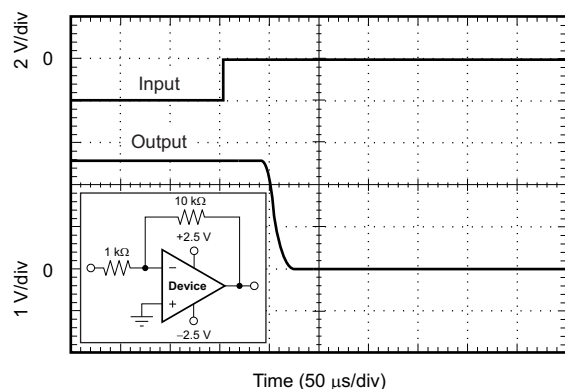 2 V/div
0
Input
Output
10 kΩ
+2.5 V
1 kΩ
−
Device
+
−2.5 V
1 V/div
0
Time (50 μs/div)